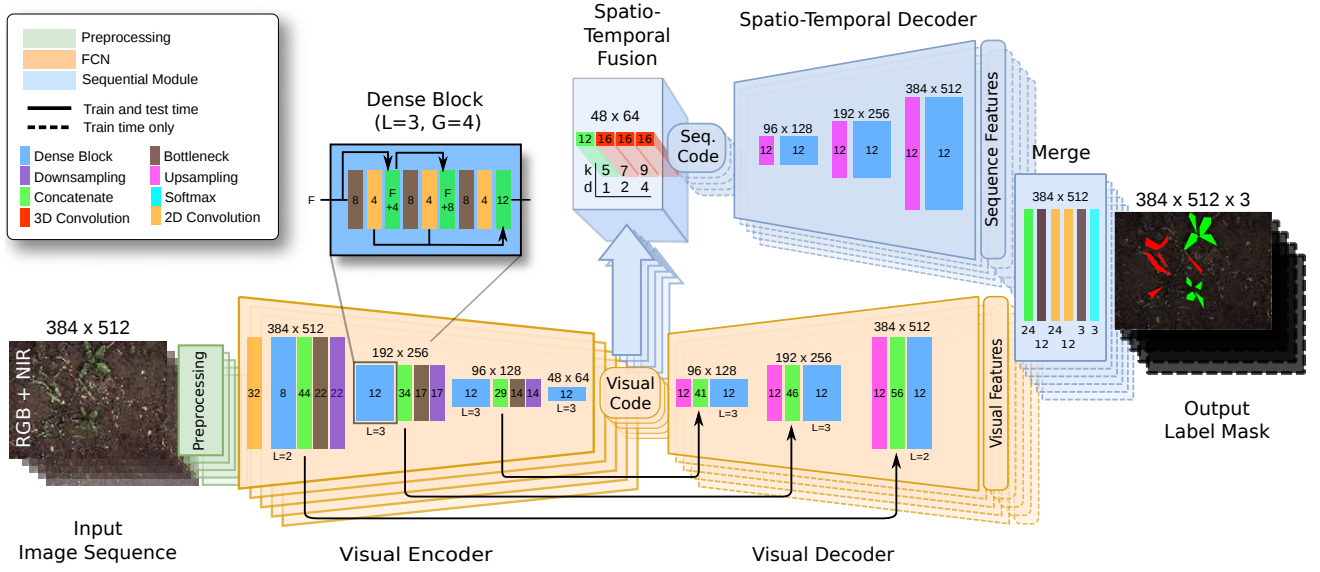 Preprocessing
FCN
Sequential Module
Train and test time
Train time only
Dense Block
Bottleneck
Downsampling
Upsampling
Concatenate
Softmax
3D Convolution
2D Convolution
Dense Block
(L=3, G=4)
F
8
4
F
+4
8
4
F
+8
8
4
12
Spatio-
Temporal
Fusion
48 x 64
12 16 16 16
k 5 7 9
d 1 2 4
Seq.
Code
Spatio-Temporal Decoder
96 x 128
12 12
192 x 256
12 12
384 x 512
12 12
Sequence Features
Merge
384 x 512
24 24 3 3
12 12
384 x 512 x 3
Output
Label Mask
384 x 512
RGB + NIR
Input
Image Sequence
Preprocessing
384 x 512
32 8 44 22 22
L=2
192 x 256
12 34 17 17
L=3
96 x 128
12 29 14 14
L=3
48 x 64
12
L=3
Visual Encoder
Visual
Code
96 x 128
12 41 12
L=3
192 x 256
12 46 12
L=3
384 x 512
12 56 12
L=2
Visual Features
Visual Decoder